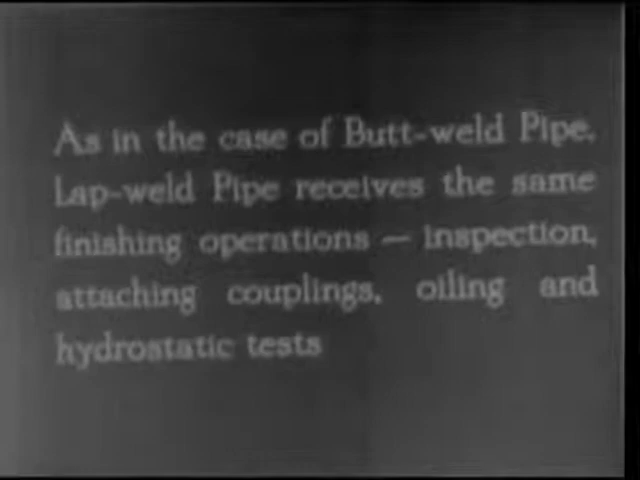 As in the case of Butt-weld Pipe,
Lap-weld Pipe receives the same
finishing operations — inspection,
attaching couplings, oiling and
hydrostatic tests